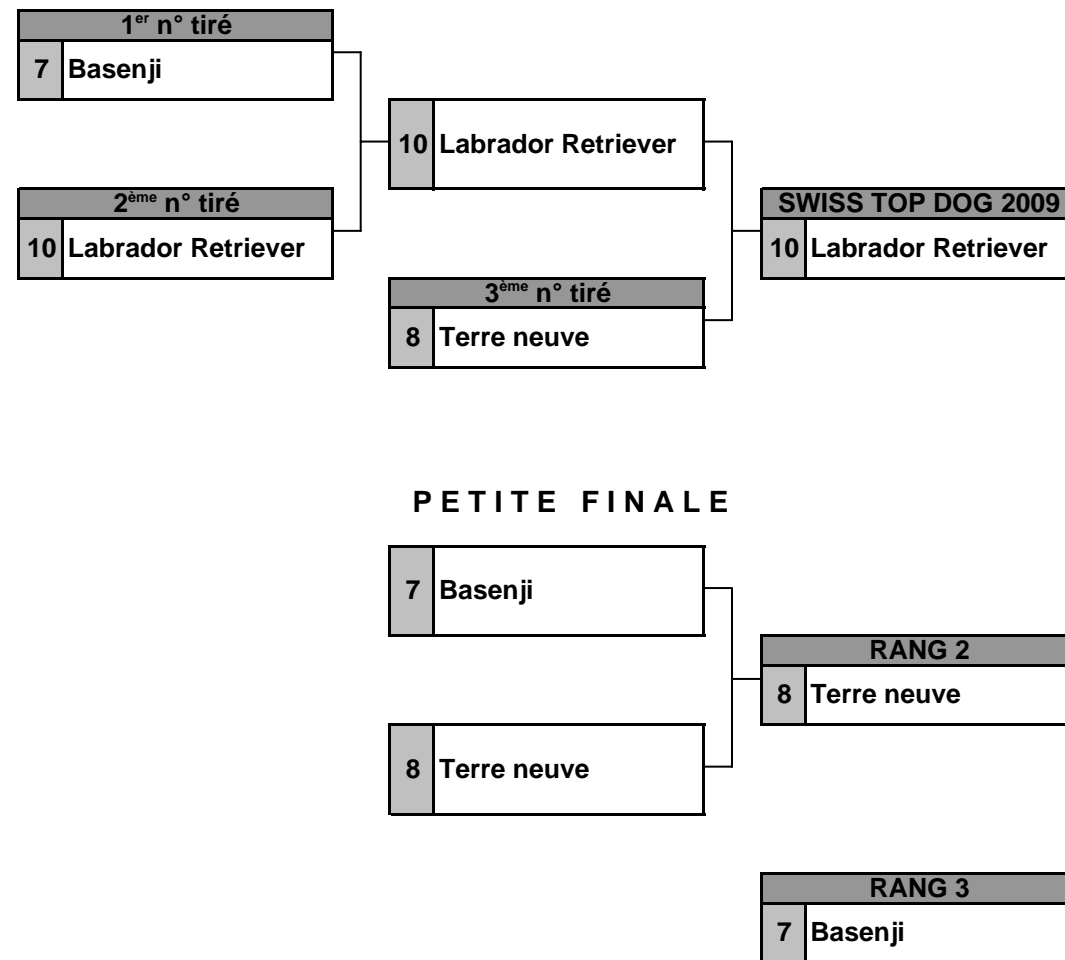 1er n° tiré
7 Basenji
10 Labrador Retriever
2ème n° tiré
10 Labrador Retriever
SWISS TOP DOG 2009
10 Labrador Retriever
3ème n° tiré
8 Terre neuve
PETITE FINALE
7 Basenji
RANG 2
8 Terre neuve
8 Terre neuve
RANG 3
7 Basenji